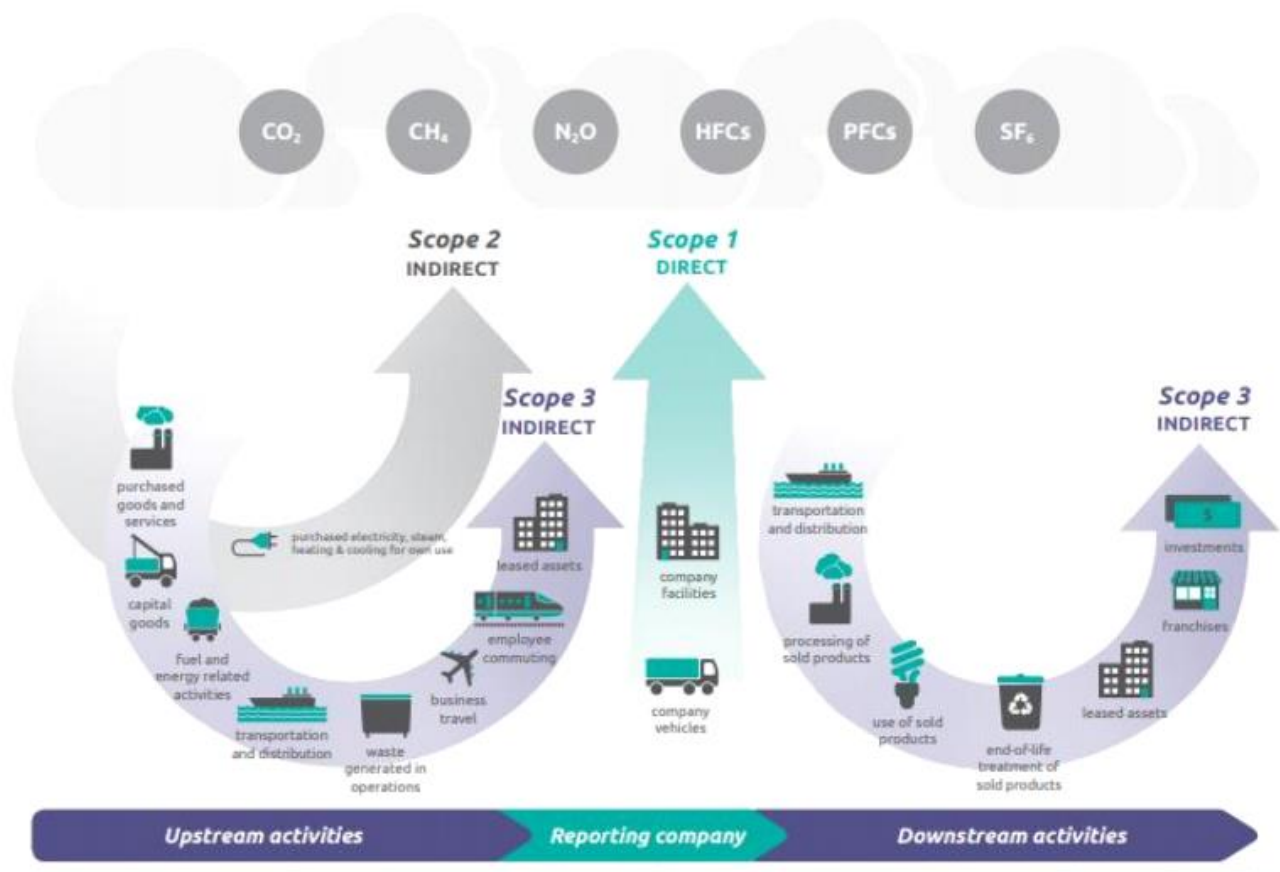 CO₂
CH₄
N₂O
HFCs
PFCs
SF₆
Scope 2
INDIRECT
Scope 1
DIRECT
Scope 3
INDIRECT
Scope 3
INDIRECT
purchased
goods and
services
capital
goods
fuel and
energy related
activities
transportation
and distribution
waste
generated in
operations
business
travel
employee
commuting
leased assets
purchased electricity, steam,
heating & cooling for own use
company
facilities
company
vehicles
transportation
and distribution
processing of
sold products
use of sold
products
end-of-life
treatment of
sold products
leased assets
franchises
investments
$
Upstream activities
Reporting company
Downstream activities